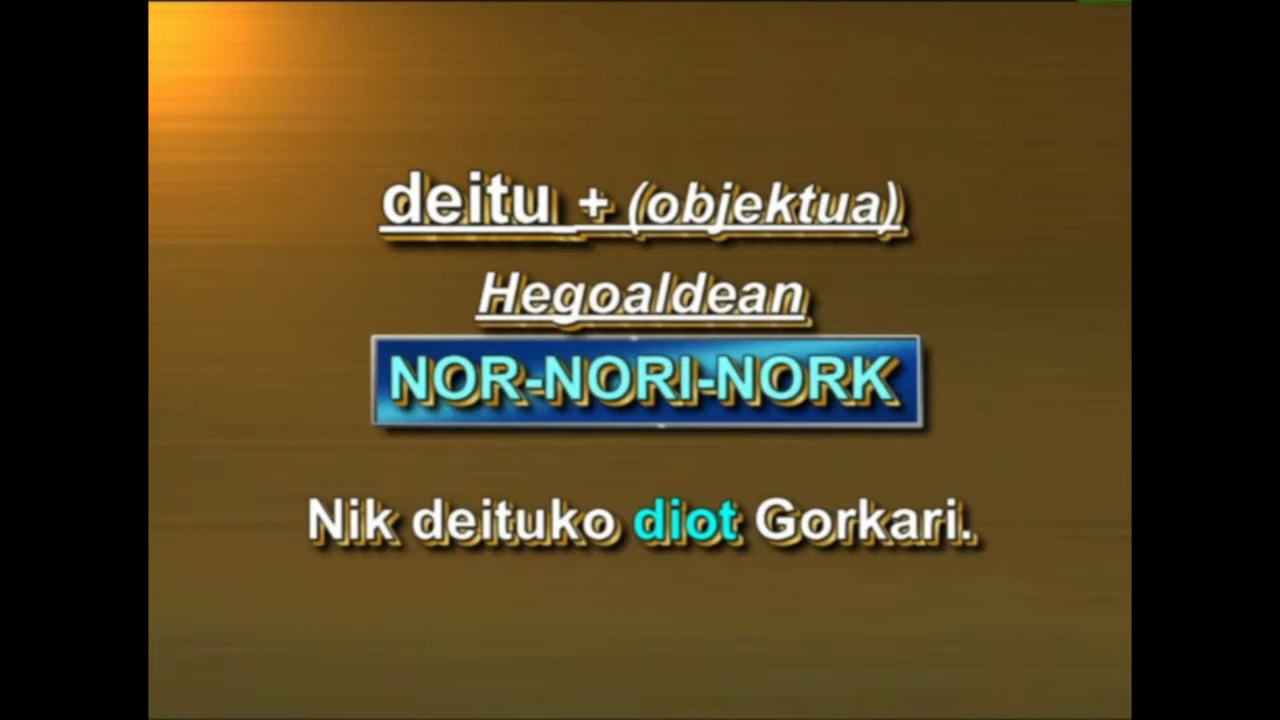 deitu + (objektua)
Hegoaldean
NOR-NORI-NORK
Nik deituko diot Gorkari.